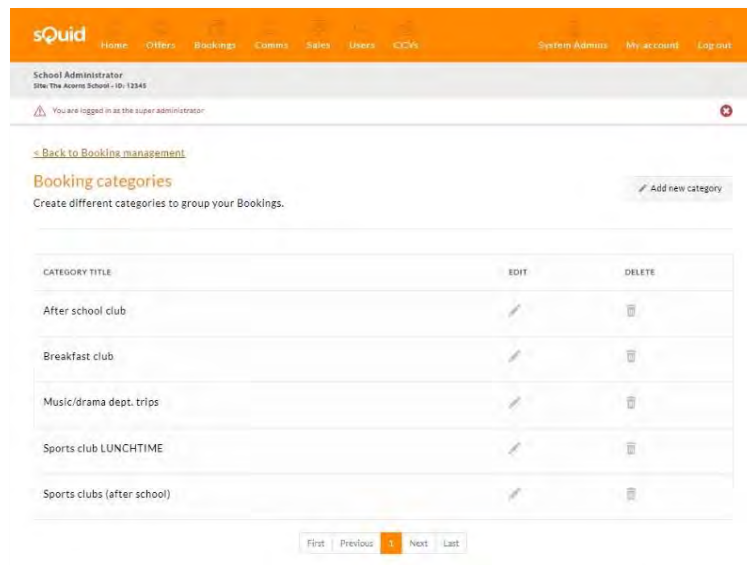 sQuid
Home Offers Bookings Comms Sales Users System Admins My account Log out
School Administrator
Site: The Acorns School - ID: 12345
You are logged in as the super administrator
< Back to Booking management
Booking categories
Add new category
Create different categories to group your Bookings.
CATEGORY TITLE EDIT DELETE
After school club
Breakfast club
Music/drama dept. trips
Sports club LUNCHTIME
Sports clubs (after school)
First Previous 1 Next Last